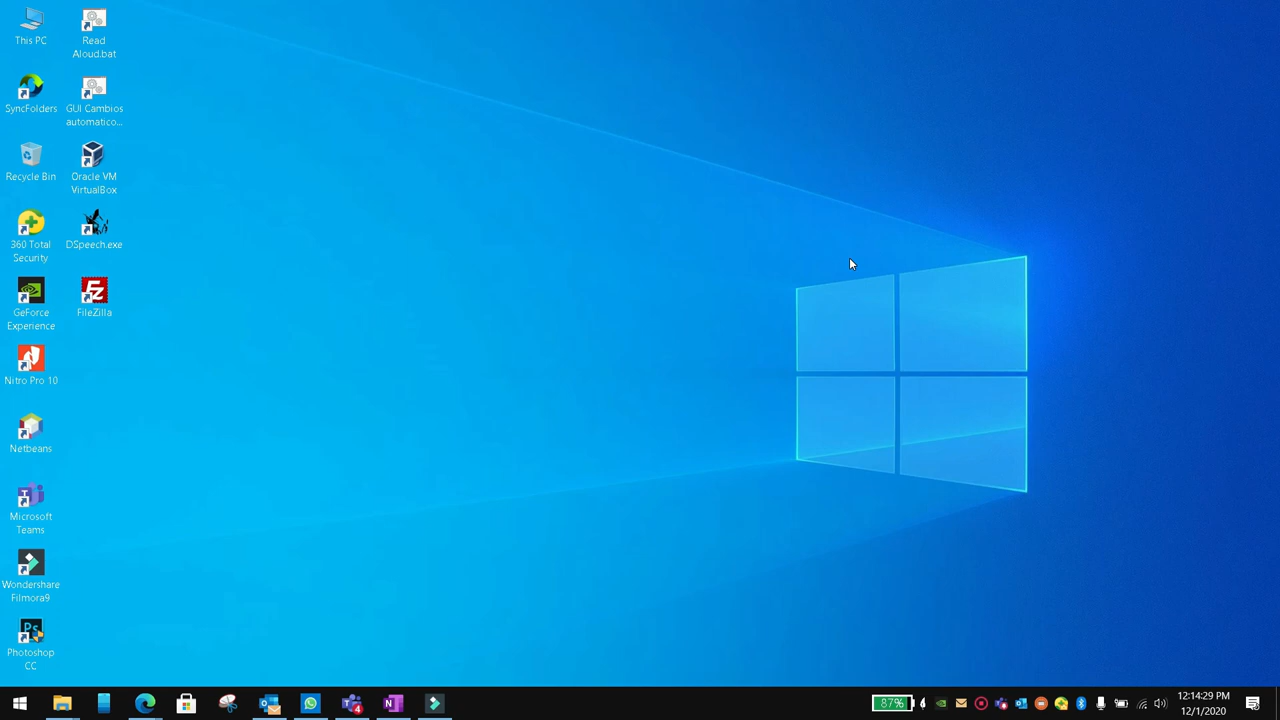 This PC
Read
Aloud.bat
SyncFolders
GUI Cambios
automatico...
Recycle Bin
Oracle VM
VirtualBox
360 Total
Security
DSpeech.exe
GeForce
Experience
FileZilla
Nitro Pro 10
Netbeans
Microsoft
Teams
Wondershare
Filmora9
Ps
Photoshop
CC
4
87%
12:14:29 PM
12/1/2020